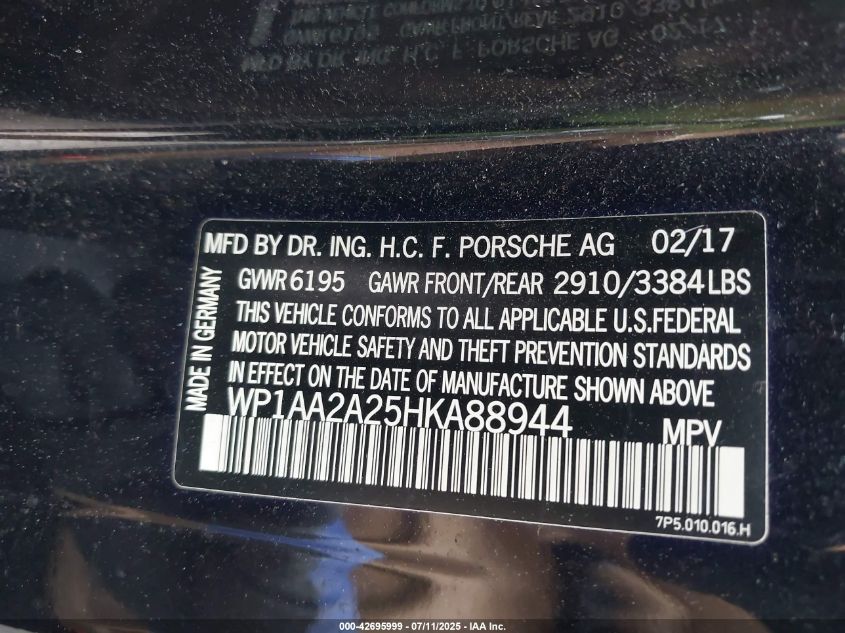 MFD BY DR. ING. H.C. F. PORSCHE AG 02/17
GVWR 6195 GAWR FRONT/REAR 2910/3384 LBS
THIS VEHICLE CONFORMS TO ALL APPLICABLE U.S.FEDERAL
MOTOR VEHICLE SAFETY AND THEFT PREVENTION STANDARDS
IN EFFECT ON THE DATE OF MANUFACTURE SHOWN ABOVE
MADE IN GERMANY
WP1AA2A25HKA88944 MPV
7P5.010.016.H
000-42695999 - 07/11/2025 - IAA Inc.